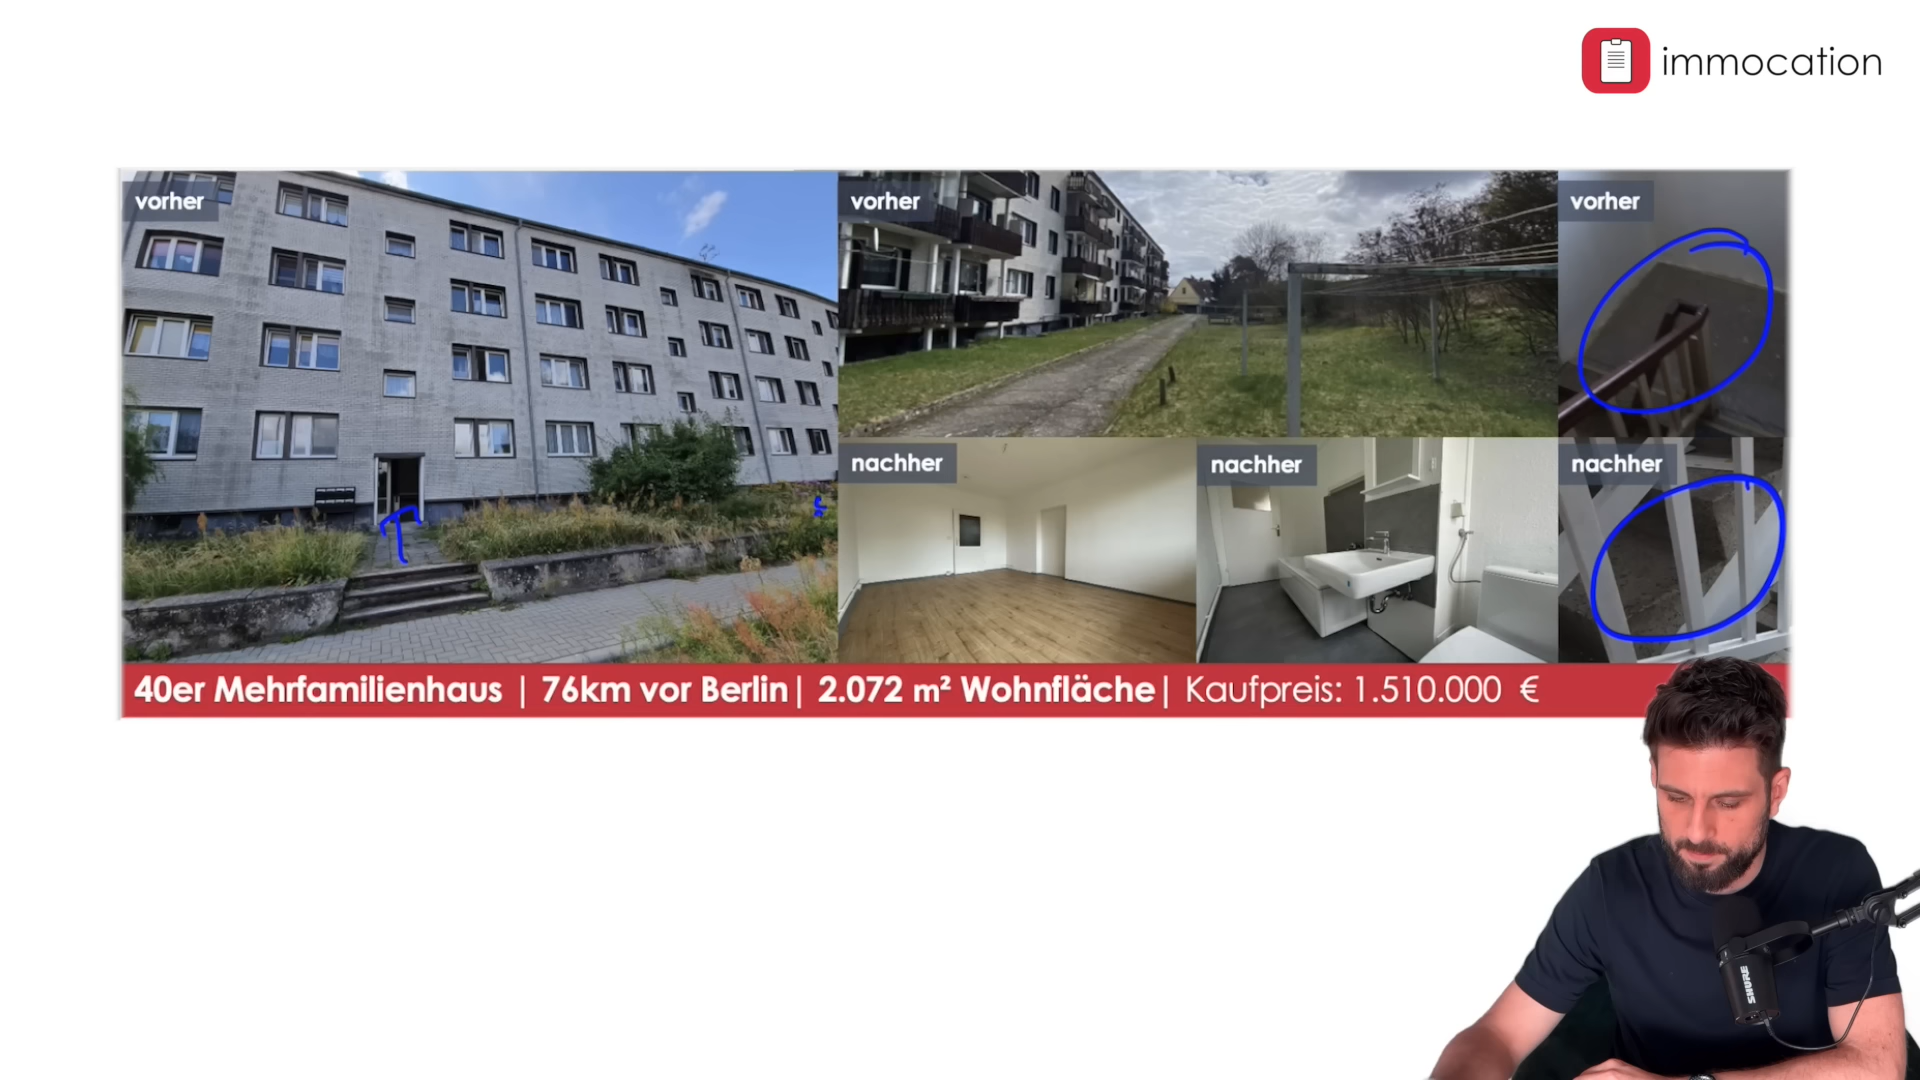 immocation
vorher
vorher
vorher
nachher
nachher
nachher
40er Mehrfamilienhaus | 76km vor Berlin | 2.072 m² Wohnfläche | Kaufpreis: 1.510.000 €
SHURE